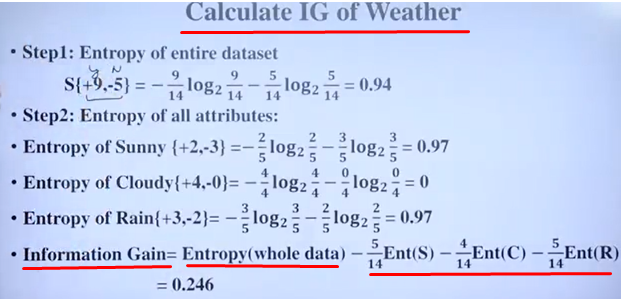 Calculate IG of Weather
• Step1: Entropy of entire dataset
y N
S{+9,-5} = -9/14 log₂ 9/14 - 5/14 log₂ 5/14 = 0.94
• Step2: Entropy of all attributes:
• Entropy of Sunny {+2,-3} =-2/5 log₂ 2/5 - 3/5 log₂ 3/5 = 0.97
• Entropy of Cloudy{+4,-0}= -4/4 log₂ 4/4 - 0/4 log₂ 0/4 = 0
• Entropy of Rain{+3,-2}= -3/5 log₂ 3/5 - 2/5 log₂ 2/5 = 0.97
• Information Gain= Entropy(whole data) - 5/14 Ent(S) - 4/14 Ent(C) - 5/14 Ent(R)
= 0.246